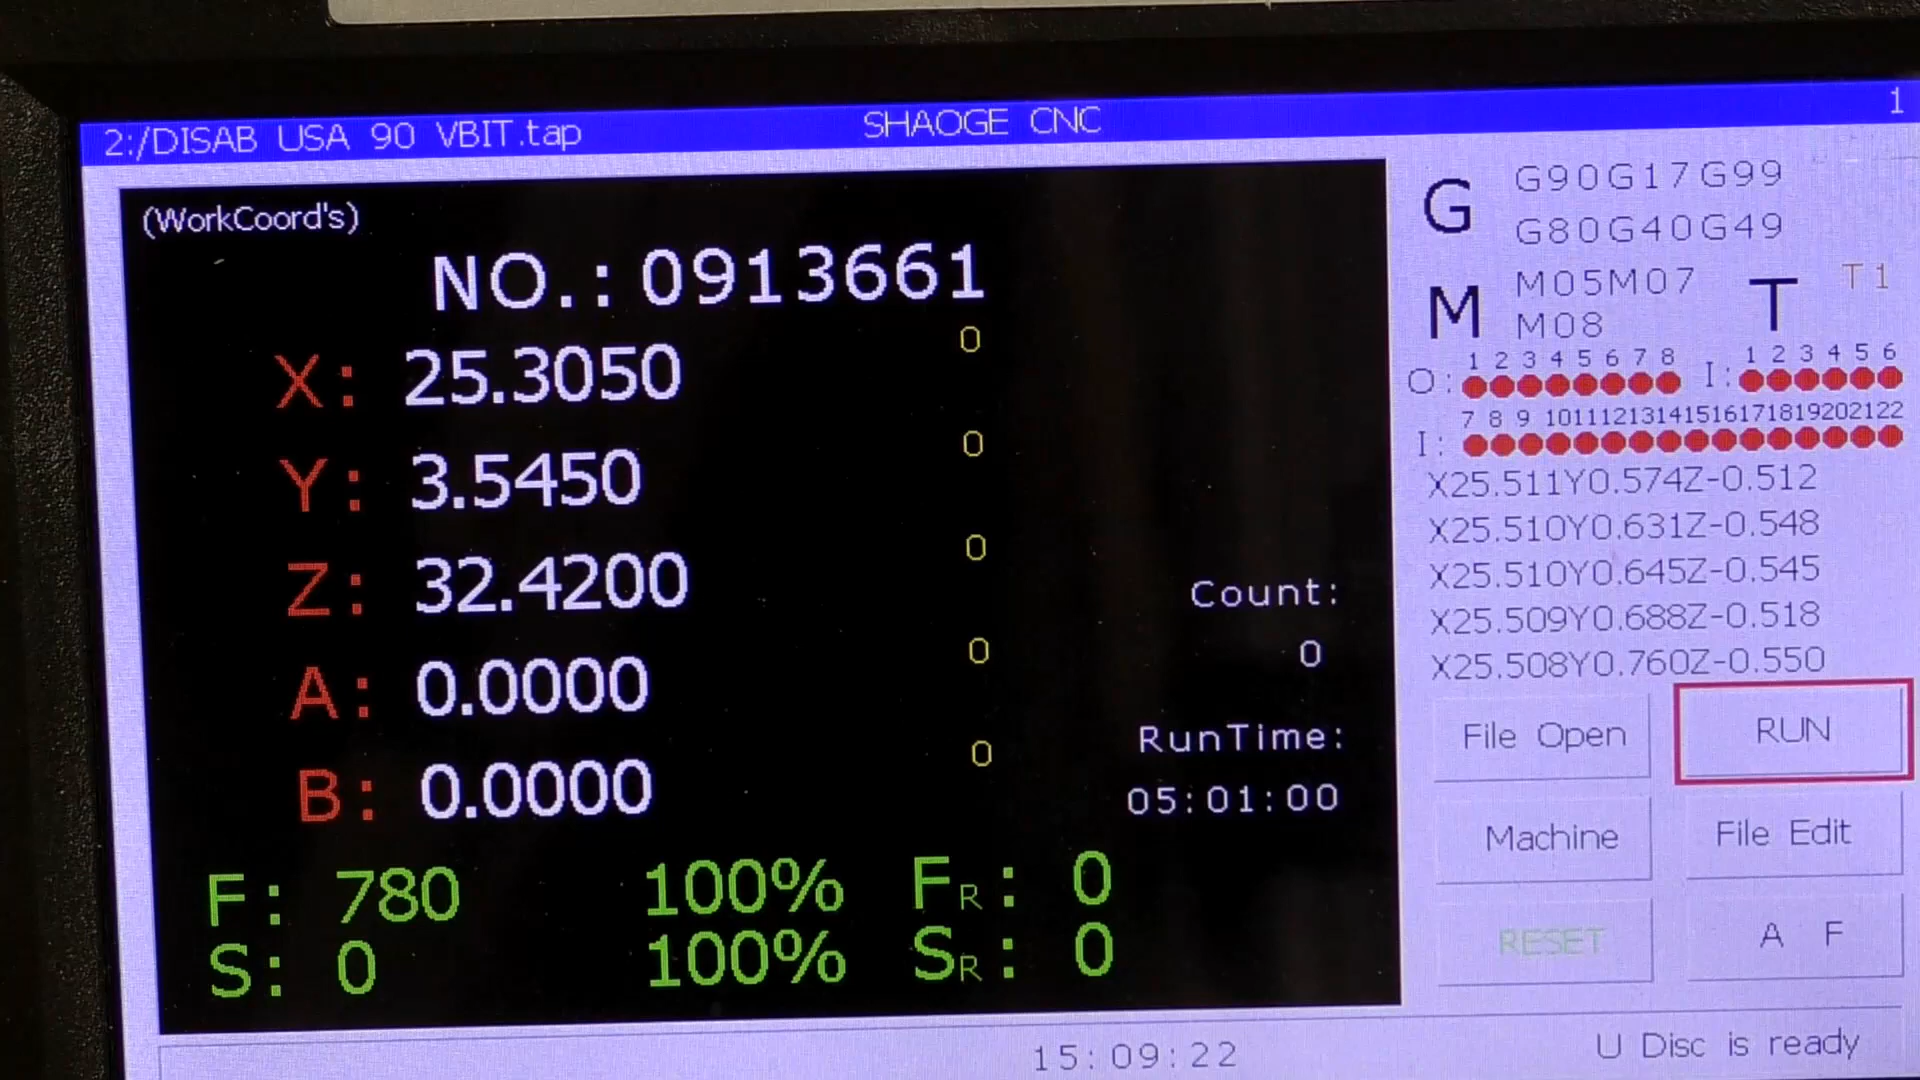 2:/DISAB USA 90 VBIT.tap
SHAOGE CNC
1
(WorkCoord's)
NO.: 0913661
X: 25.3050 0
Y: 3.5450 0
Z: 32.4200 0
A: 0.0000 0
B: 0.0000 0
Count:
0
RunTime:
05:01:00
F: 780 100% FR: 0
S: 0 100% SR: 0
G G90G17G99
G80G40G49
M M05M07
M08
T T1
1 2 3 4 5 6 7 8
O:
1 2 3 4 5 6
I:
7 8 9 10111213141516171819202122
I:
X25.511Y0.574Z-0.512
X25.510Y0.631Z-0.548
X25.510Y0.645Z-0.545
X25.509Y0.688Z-0.518
X25.508Y0.760Z-0.550
File Open
RUN
Machine
File Edit
RESET
A F
15:09:22
U Disc is ready